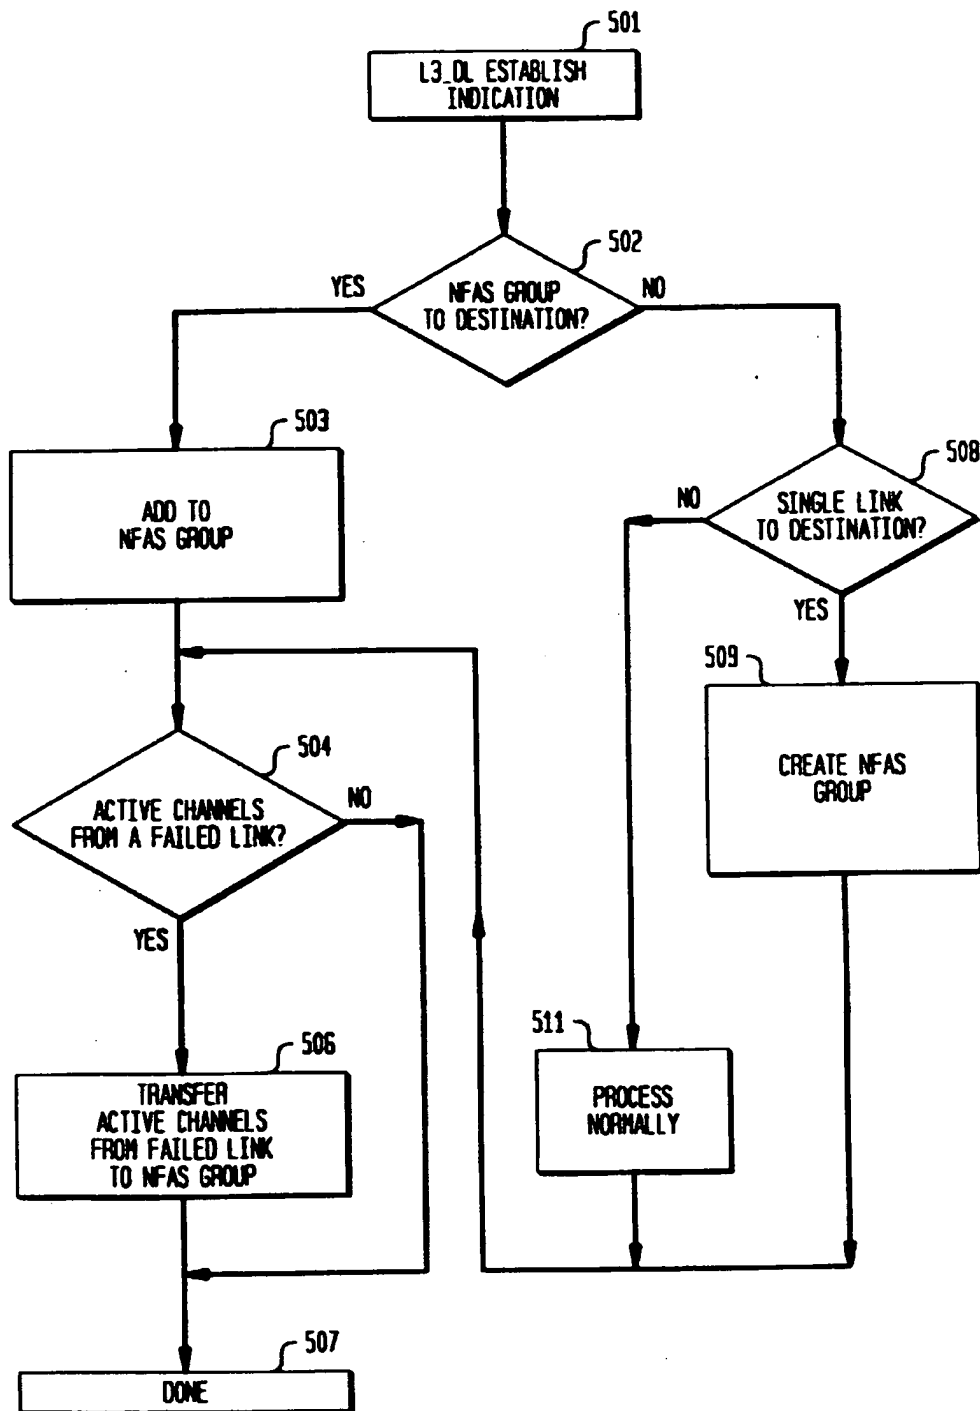 501
L3_DL ESTABLISH
INDICATION
502
YES
NFAS GROUP
TO DESTINATION?
NO
503
ADD TO
NFAS GROUP
508
NO
SINGLE LINK
TO DESTINATION?
YES
509
CREATE NFAS
GROUP
504
ACTIVE CHANNELS
FROM A FAILED LINK?
NO
YES
511
PROCESS
NORMALLY
506
TRANSFER
ACTIVE CHANNELS
FROM FAILED LINK
TO NFAS GROUP
507
DONE